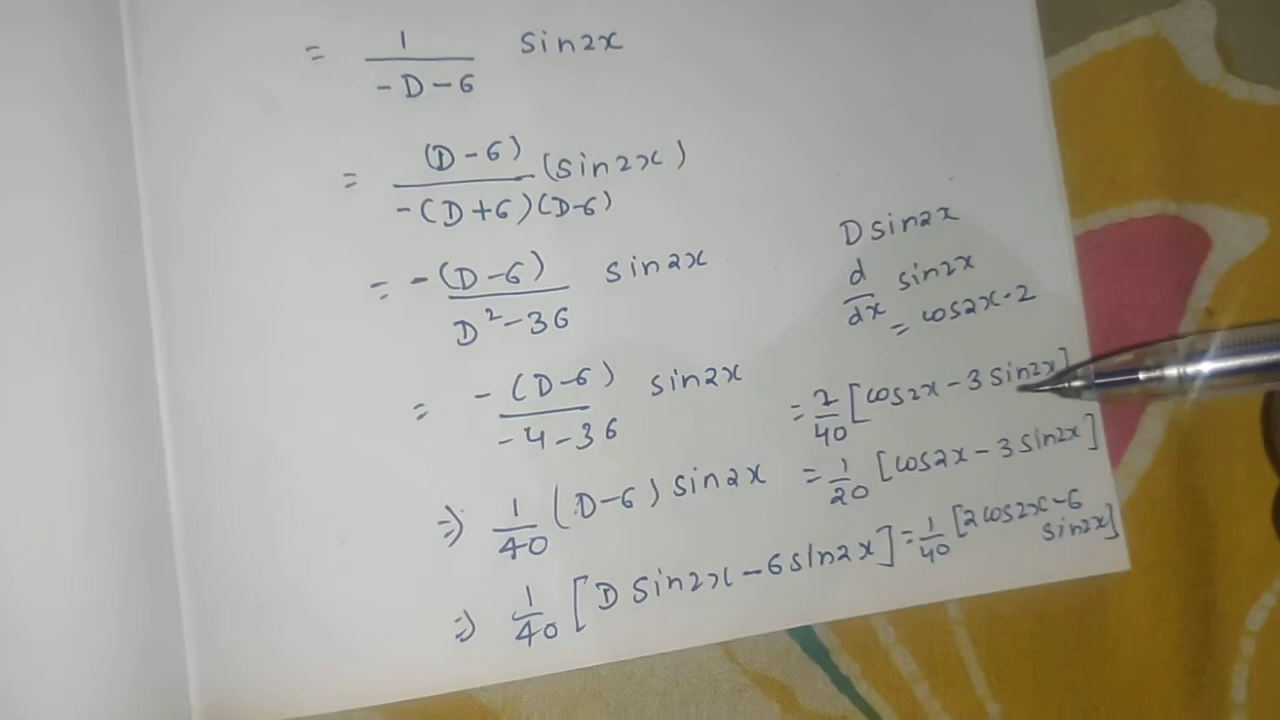 = 1 / (-D-6) sin2x
= (D-6) / (-(D+6)(D-6)) (sin2x)
= -(D-6) / (D²-36) sin2x
= -(D-6) / (-4-36) sin2x
⇒ 1/40 (D-6) sin2x
⇒ 1/40 [D sin2x - 6 sin2x] = 1/40 [2cos2x - 6 sin2x]
D sin2x
d/dx sin2x
= cos2x·2
= 2/40 [cos2x - 3 sin2x]
= 1/20 [cos2x - 3 sin2x]